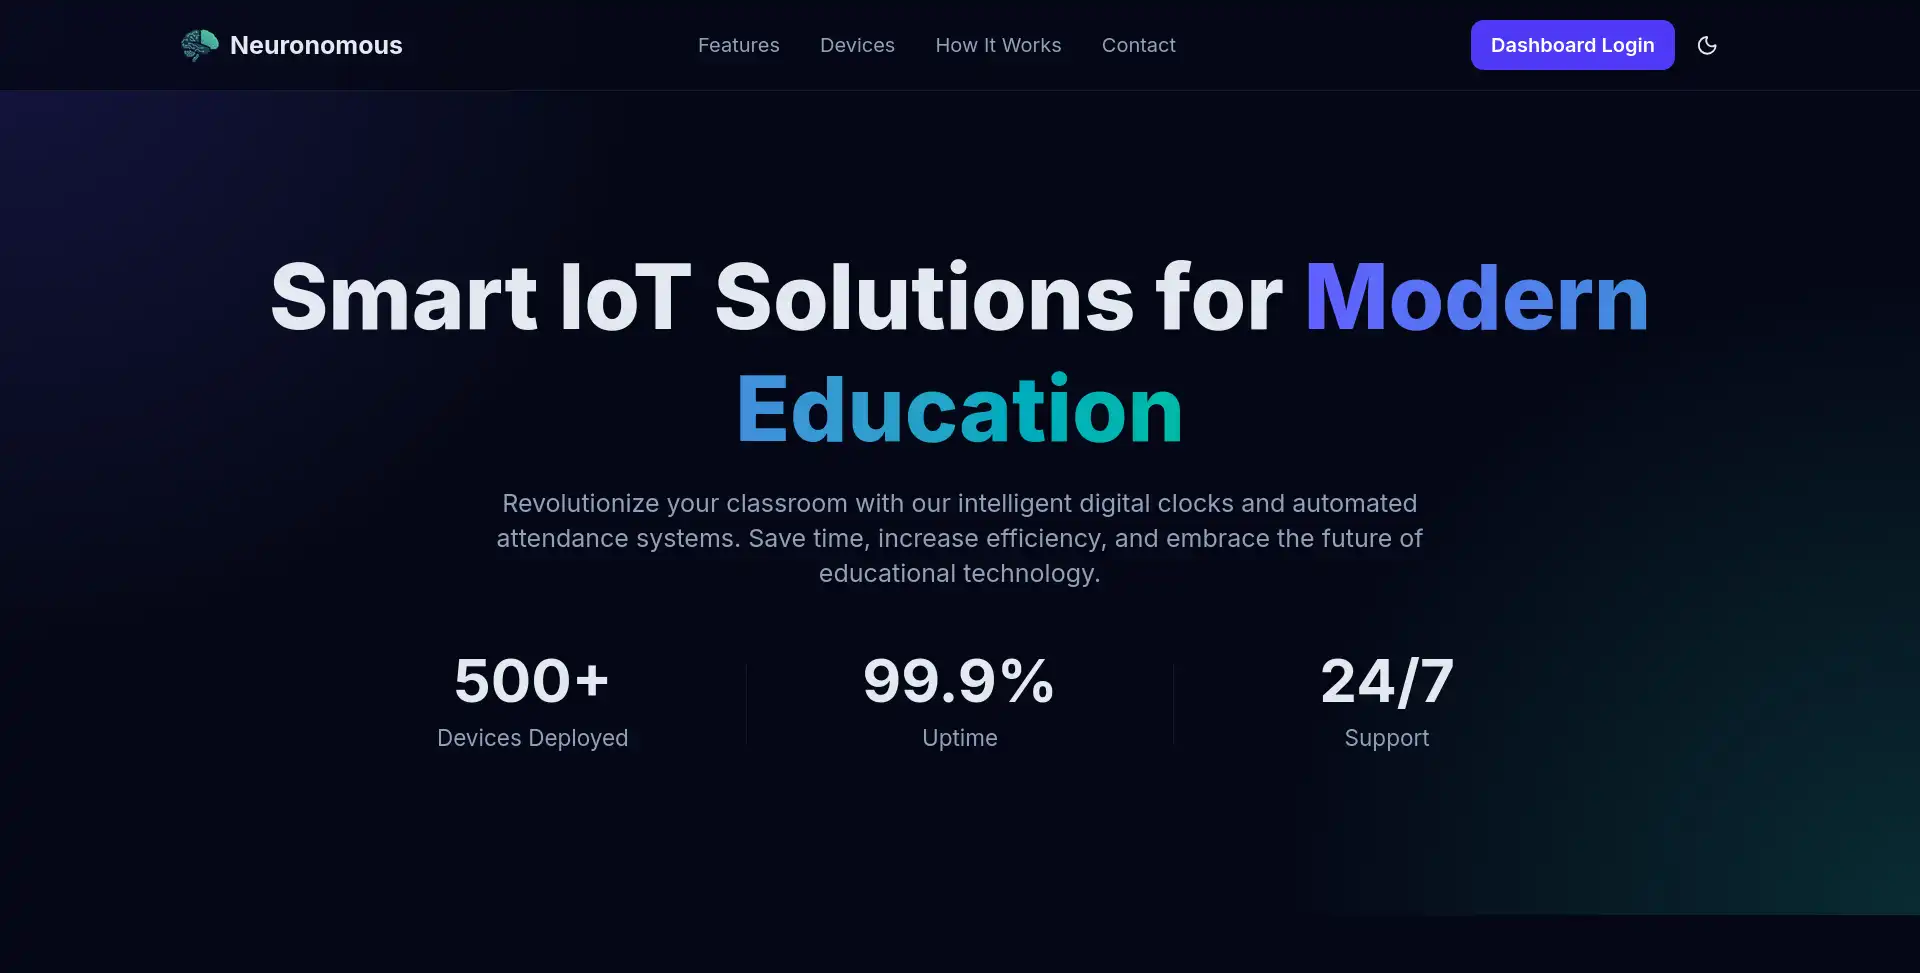 Neuronomous
Features
Devices
How It Works
Contact
Dashboard Login
Smart IoT Solutions for Modern
Education
Revolutionize your classroom with our intelligent digital clocks and automated
attendance systems. Save time, increase efficiency, and embrace the future of
educational technology.
500+
Devices Deployed
99.9%
Uptime
24/7
Support